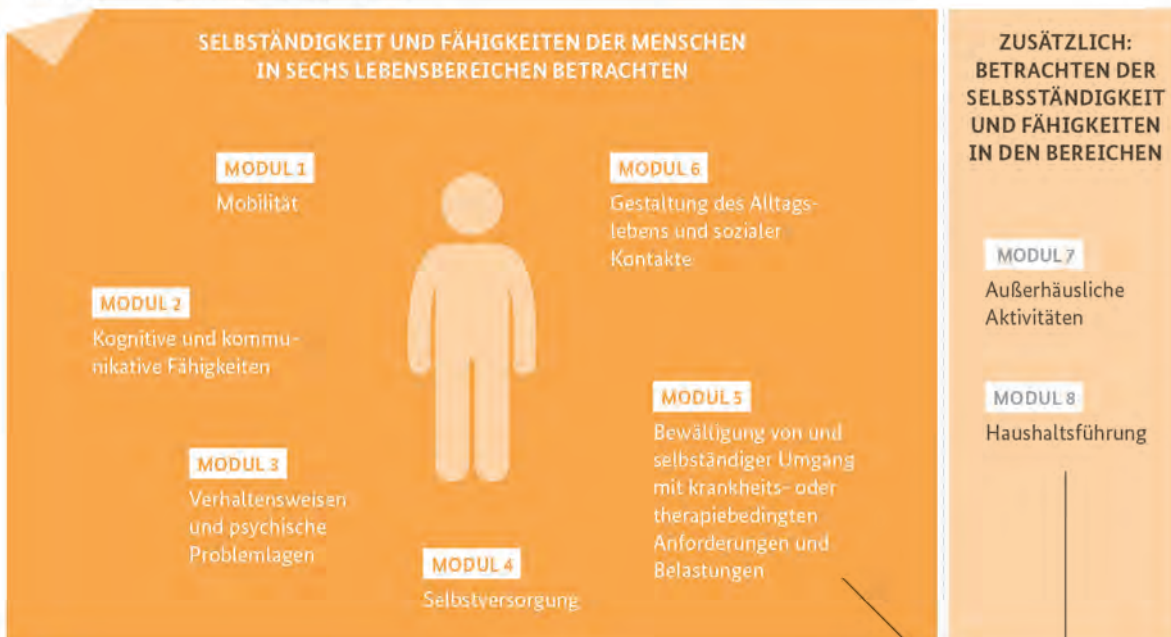 SELBSTÄNDIGKEIT UND FÄHIGKEITEN DER MENSCHEN
IN SECHS LEBENSBEREICHEN BETRACHTEN
MODUL 1
Mobilität
MODUL 2
Kognitive und kommu-
nikative Fähigkeiten
MODUL 3
Verhaltensweisen
und psychische
Problemlagen
MODUL 4
Selbstversorgung
MODUL 5
Bewältigung von und
selbständiger Umgang
mit krankheits- oder
therapiebedingten
Anforderungen und
Belastungen
MODUL 6
Gestaltung des Alltags-
lebens und sozialer
Kontakte
ZUSÄTZLICH:
BETRACHTEN DER
SELBSSTÄNDIGKEIT
UND FÄHIGKEITEN
IN DEN BEREICHEN
MODUL 7
Außerhäusliche
Aktivitäten
MODUL 8
Haushaltsführung